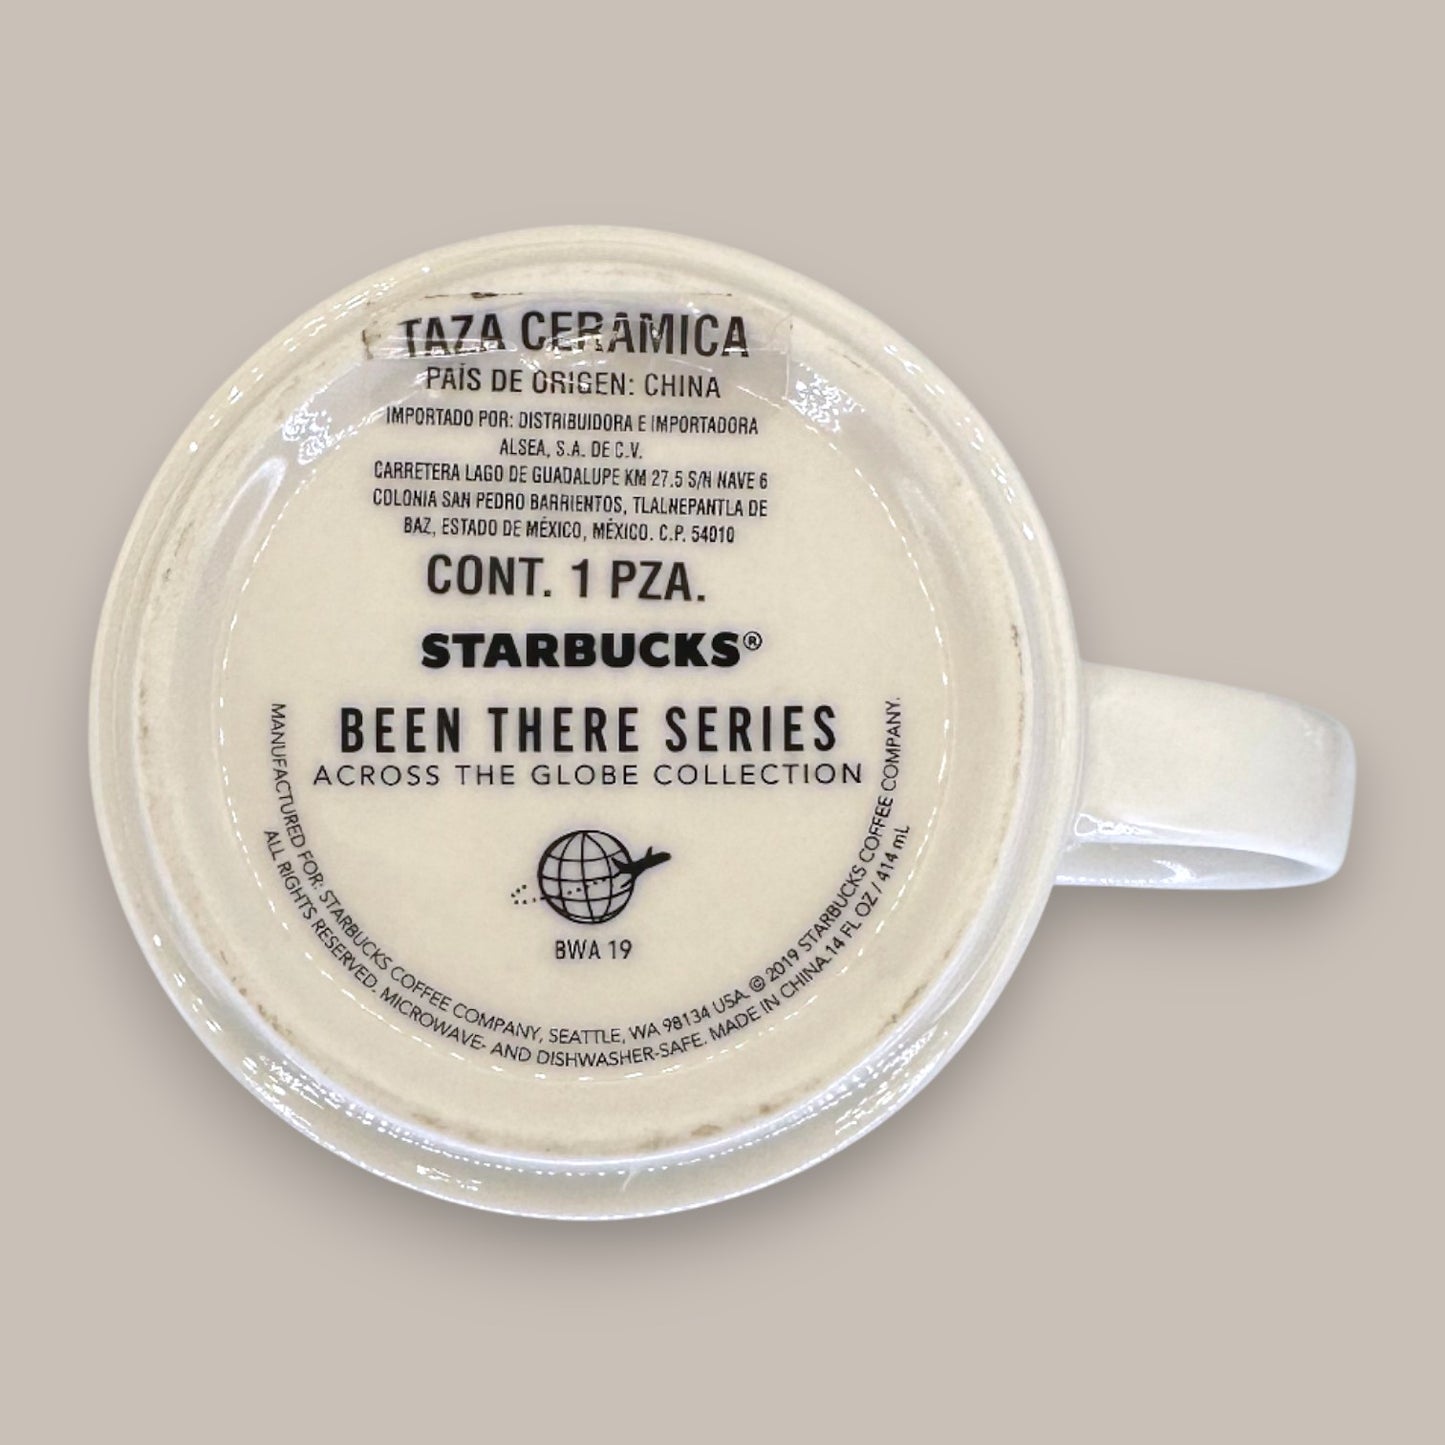 TAZA CERAMICA
PAÍS DE ORIGEN: CHINA
IMPORTADO POR: DISTRIBUIDORA E IMPORTADORA
ALSEA, S.A. DE C.V.
CARRETERA LAGO DE GUADALUPE KM 27.5 S/N NAVE 6
COLONIA SAN PEDRO BARRIENTOS, TLALNEPANTLA DE
BAZ, ESTADO DE MÉXICO, MÉXICO. C.P. 54010
CONT. 1 PZA.
STARBUCKS®
BEEN THERE SERIES
ACROSS THE GLOBE COLLECTION
BWA 19
MANUFACTURED FOR: STARBUCKS COFFEE COMPANY, SEATTLE, WA 98134 USA. © 2019 STARBUCKS COFFEE COMPANY.
ALL RIGHTS RESERVED. MICROWAVE- AND DISHWASHER-SAFE. MADE IN CHINA. 14 FL OZ / 414 mL